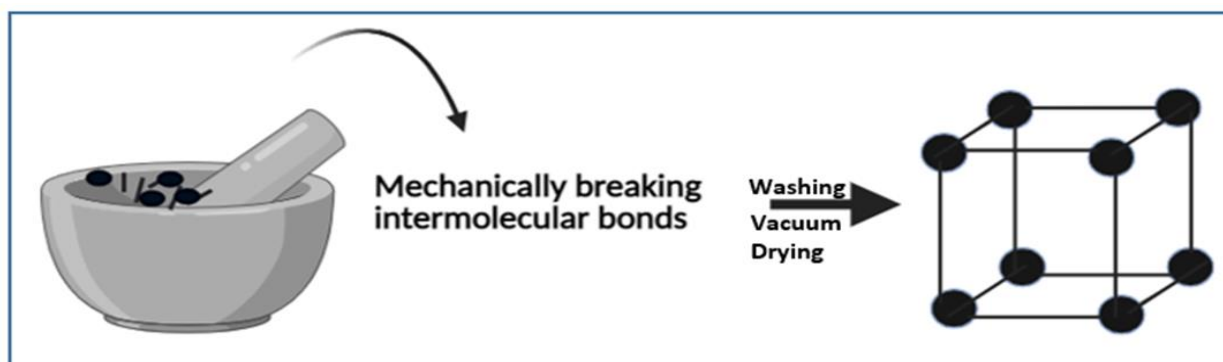 Mechanically breaking
intermolecular bonds
Washing
Vacuum
Drying